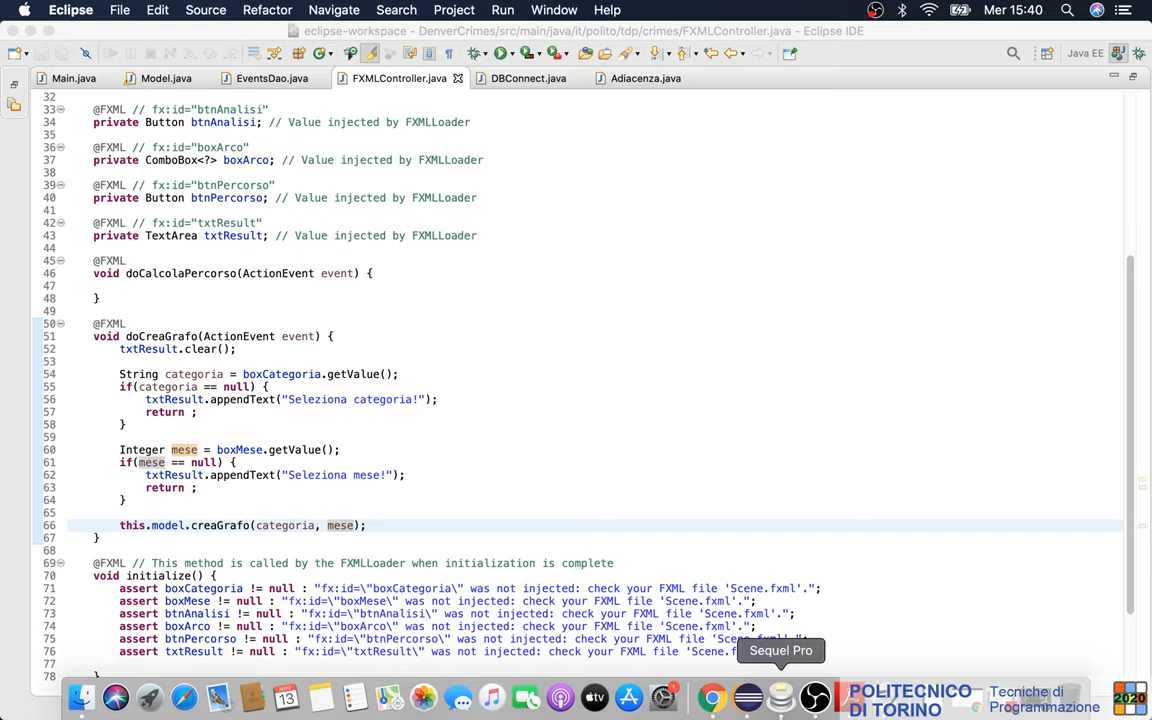 Eclipse File Edit Source Refactor Navigate Search Project Run Window Help Mer 15:40
eclipse-workspace - DenverCrimes/src/main/java/it/polito/tdp/crimes/FXMLController.java - Eclipse IDE
Java EE
Main.java Model.java EventsDao.java FXMLController.java DBConnect.java Adiacenza.java
32
33 @FXML // fx:id="btnAnalisi"
34 private Button btnAnalisi; // Value injected by FXMLLoader
35
36 @FXML // fx:id="boxArco"
37 private ComboBox<?> boxArco; // Value injected by FXMLLoader
38
39 @FXML // fx:id="btnPercorso"
40 private Button btnPercorso; // Value injected by FXMLLoader
41
42 @FXML // fx:id="txtResult"
43 private TextArea txtResult; // Value injected by FXMLLoader
44
45 @FXML
46 void doCalcolaPercorso(ActionEvent event) {
47
48 }
49
50 @FXML
51 void doCreaGrafo(ActionEvent event) {
52 txtResult.clear();
53
54 String categoria = boxCategoria.getValue();
55 if(categoria == null) {
56 txtResult.appendText("Seleziona categoria!");
57 return ;
58 }
59
60 Integer mese = boxMese.getValue();
61 if(mese == null) {
62 txtResult.appendText("Seleziona mese!");
63 return ;
64 }
65
66 this.model.creaGrafo(categoria, mese);
67 }
68
69 @FXML // This method is called by the FXMLLoader when initialization is complete
70 void initialize() {
71 assert boxCategoria != null : "fx:id=\"boxCategoria\" was not injected: check your FXML file 'Scene.fxml'.";
72 assert boxMese != null : "fx:id=\"boxMese\" was not injected: check your FXML file 'Scene.fxml'.";
73 assert btnAnalisi != null : "fx:id=\"btnAnalisi\" was not injected: check your FXML file 'Scene.fxml'.";
74 assert boxArco != null : "fx:id=\"boxArco\" was not injected: check your FXML file 'Scene.fxml'.";
75 assert btnPercorso != null : "fx:id=\"btnPercorso\" was not injected: check your FXML file 'Scene.fxml'.";
76 assert txtResult != null : "fx:id=\"txtResult\" was not injected: check your FXML file 'Scene.f
77
78 }
Sequel Pro
MAG
13
tv
1
POLITECNICO
DI TORINO
Tecniche di
Programmazione
2020